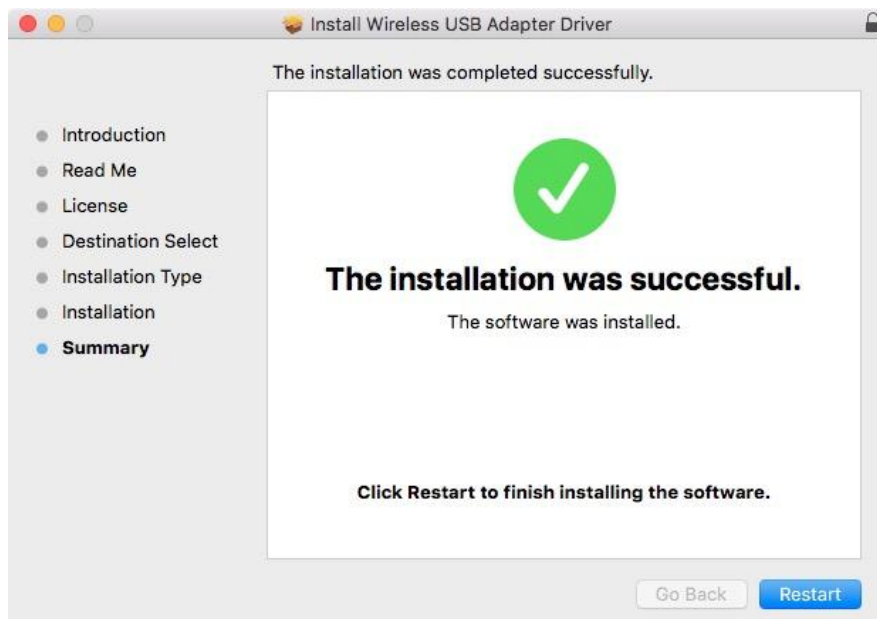 Install Wireless USB Adapter Driver
The installation was completed successfully.
Introduction
Read Me
License
Destination Select
Installation Type
Installation
Summary
The installation was successful.
The software was installed.
Click Restart to finish installing the software.
Go Back
Restart